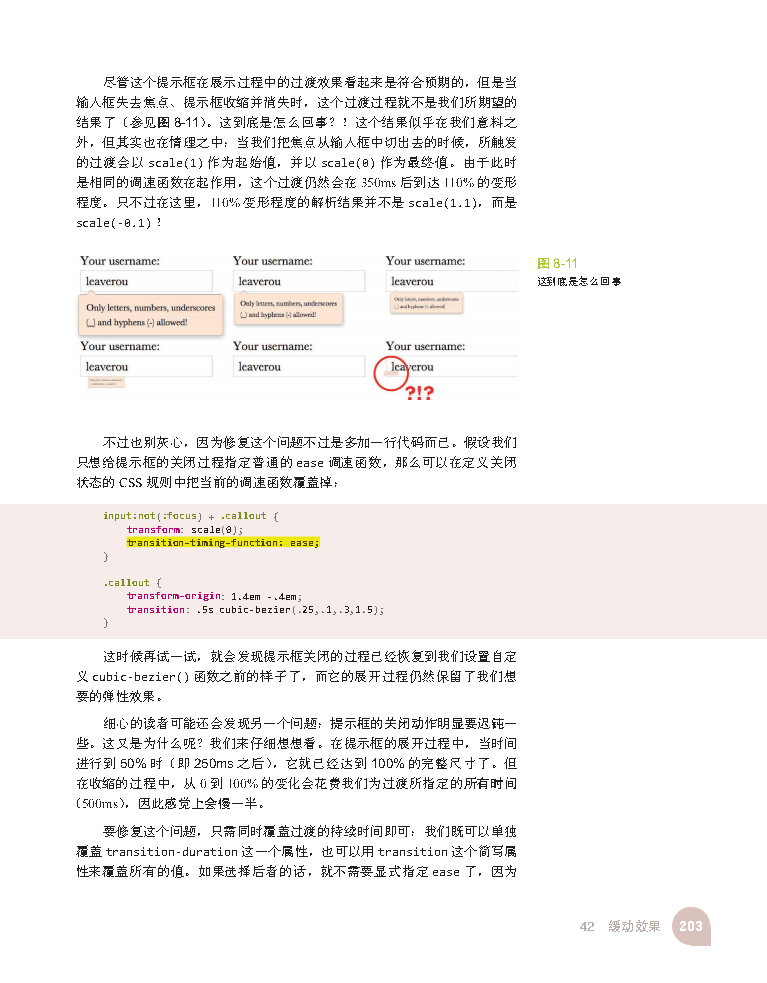 尽管这个提示框在展示过程中的过渡效果看起来是符合预期的，但是当
输入框失去焦点、提示框收缩并消失时，这个过渡过程就不是我们所期望的
结果了（参见图 8-11）。这到底是怎么回事？！这个结果似乎在我们意料之
外，但其实也在情理之中：当我们把焦点从输入框中切出去的时候，所触发
的过渡会以 scale(1) 作为起始值，并以 scale(0) 作为最终值。由于此时
是相同的调速函数在起作用，这个过渡仍然会在 350ms 后到达 110% 的变形
程度。只不过在这里，110% 变形程度的解析结果并不是 scale(1.1)，而是
scale(-0.1)！
Your username: Your username: Your username:
leaverou leaverou leaverou
Only letters, numbers, underscores Only letters, numbers, underscores Only letters, numbers, underscores
(_) and hyphens (-) allowed! (_) and hyphens (-) allowed! (_) and hyphens (-) allowed!
Your username: Your username: Your username:
leaverou leaverou leaverou
?!?
图 8-11
这到底是怎么回事
不过也别灰心，因为修复这个问题不过是多加一行代码而已。假设我们
只想给提示框的关闭过程指定普通的 ease 调速函数，那么可以在定义关闭
状态的 CSS 规则中把当前的调速函数覆盖掉：
input:not(:focus) + .callout {
transform: scale(0);
transition-timing-function: ease;
}
.callout {
transform-origin: 1.4em -.4em;
transition: .5s cubic-bezier(.25,.1,.3,1.5);
}
这时候再试一试，就会发现提示框关闭的过程已经恢复到我们设置自定
义 cubic-bezier() 函数之前的样子了，而它的展开过程仍然保留了我们想
要的弹性效果。
细心的读者可能还会发现另一个问题：提示框的关闭动作明显要迟钝一
些。这又是为什么呢？我们来仔细想想看。在提示框的展开过程中，当时间
进行到 50% 时（即 250ms 之后），它就已经达到 100% 的完整尺寸了。但
在收缩的过程中，从 0 到 100% 的变化会花费我们为过渡所指定的所有时间
（500ms），因此感觉上会慢一半。
要修复这个问题，只需同时覆盖过渡的持续时间即可：我们既可以单独
覆盖 transition-duration 这一个属性，也可以用 transition 这个简写属
性来覆盖所有的值。如果选择后者的话，就不需要显式指定 ease 了，因为
42 缓动效果 203